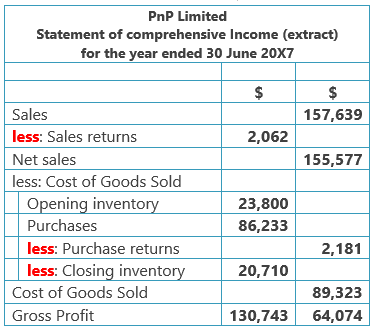 PnP Limited
Statement of comprehensive Income (extract)
for the year ended 30 June 20X7
$ $
Sales 157,639
less: Sales returns 2,062
Net sales 155,577
less: Cost of Goods Sold
Opening inventory 23,800
Purchases 86,233
less: Purchase returns 2,181
less: Closing inventory 20,710
Cost of Goods Sold 89,323
Gross Profit 130,743 64,074